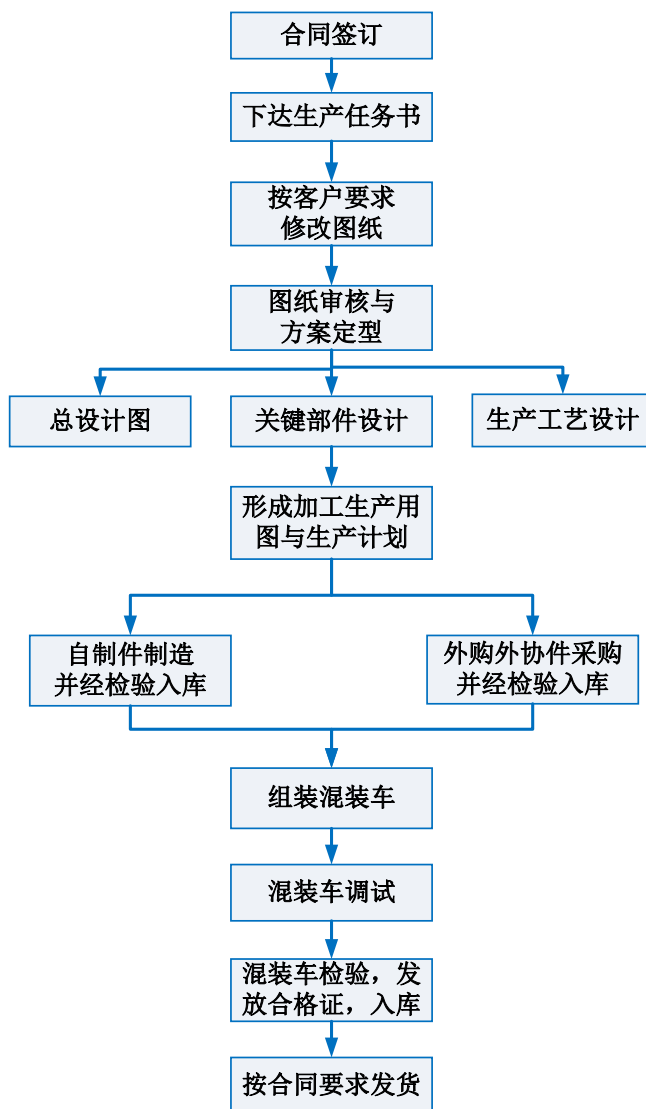 合同签订
下达生产任务书
按客户要求
修改图纸
图纸审核与
方案定型
总设计图
关键部件设计
生产工艺设计
形成加工生产用
图与生产计划
自制件制造
并经检验入库
外购外协件采购
并经检验入库
组装混装车
混装车调试
混装车检验，发
放合格证，入库
按合同要求发货